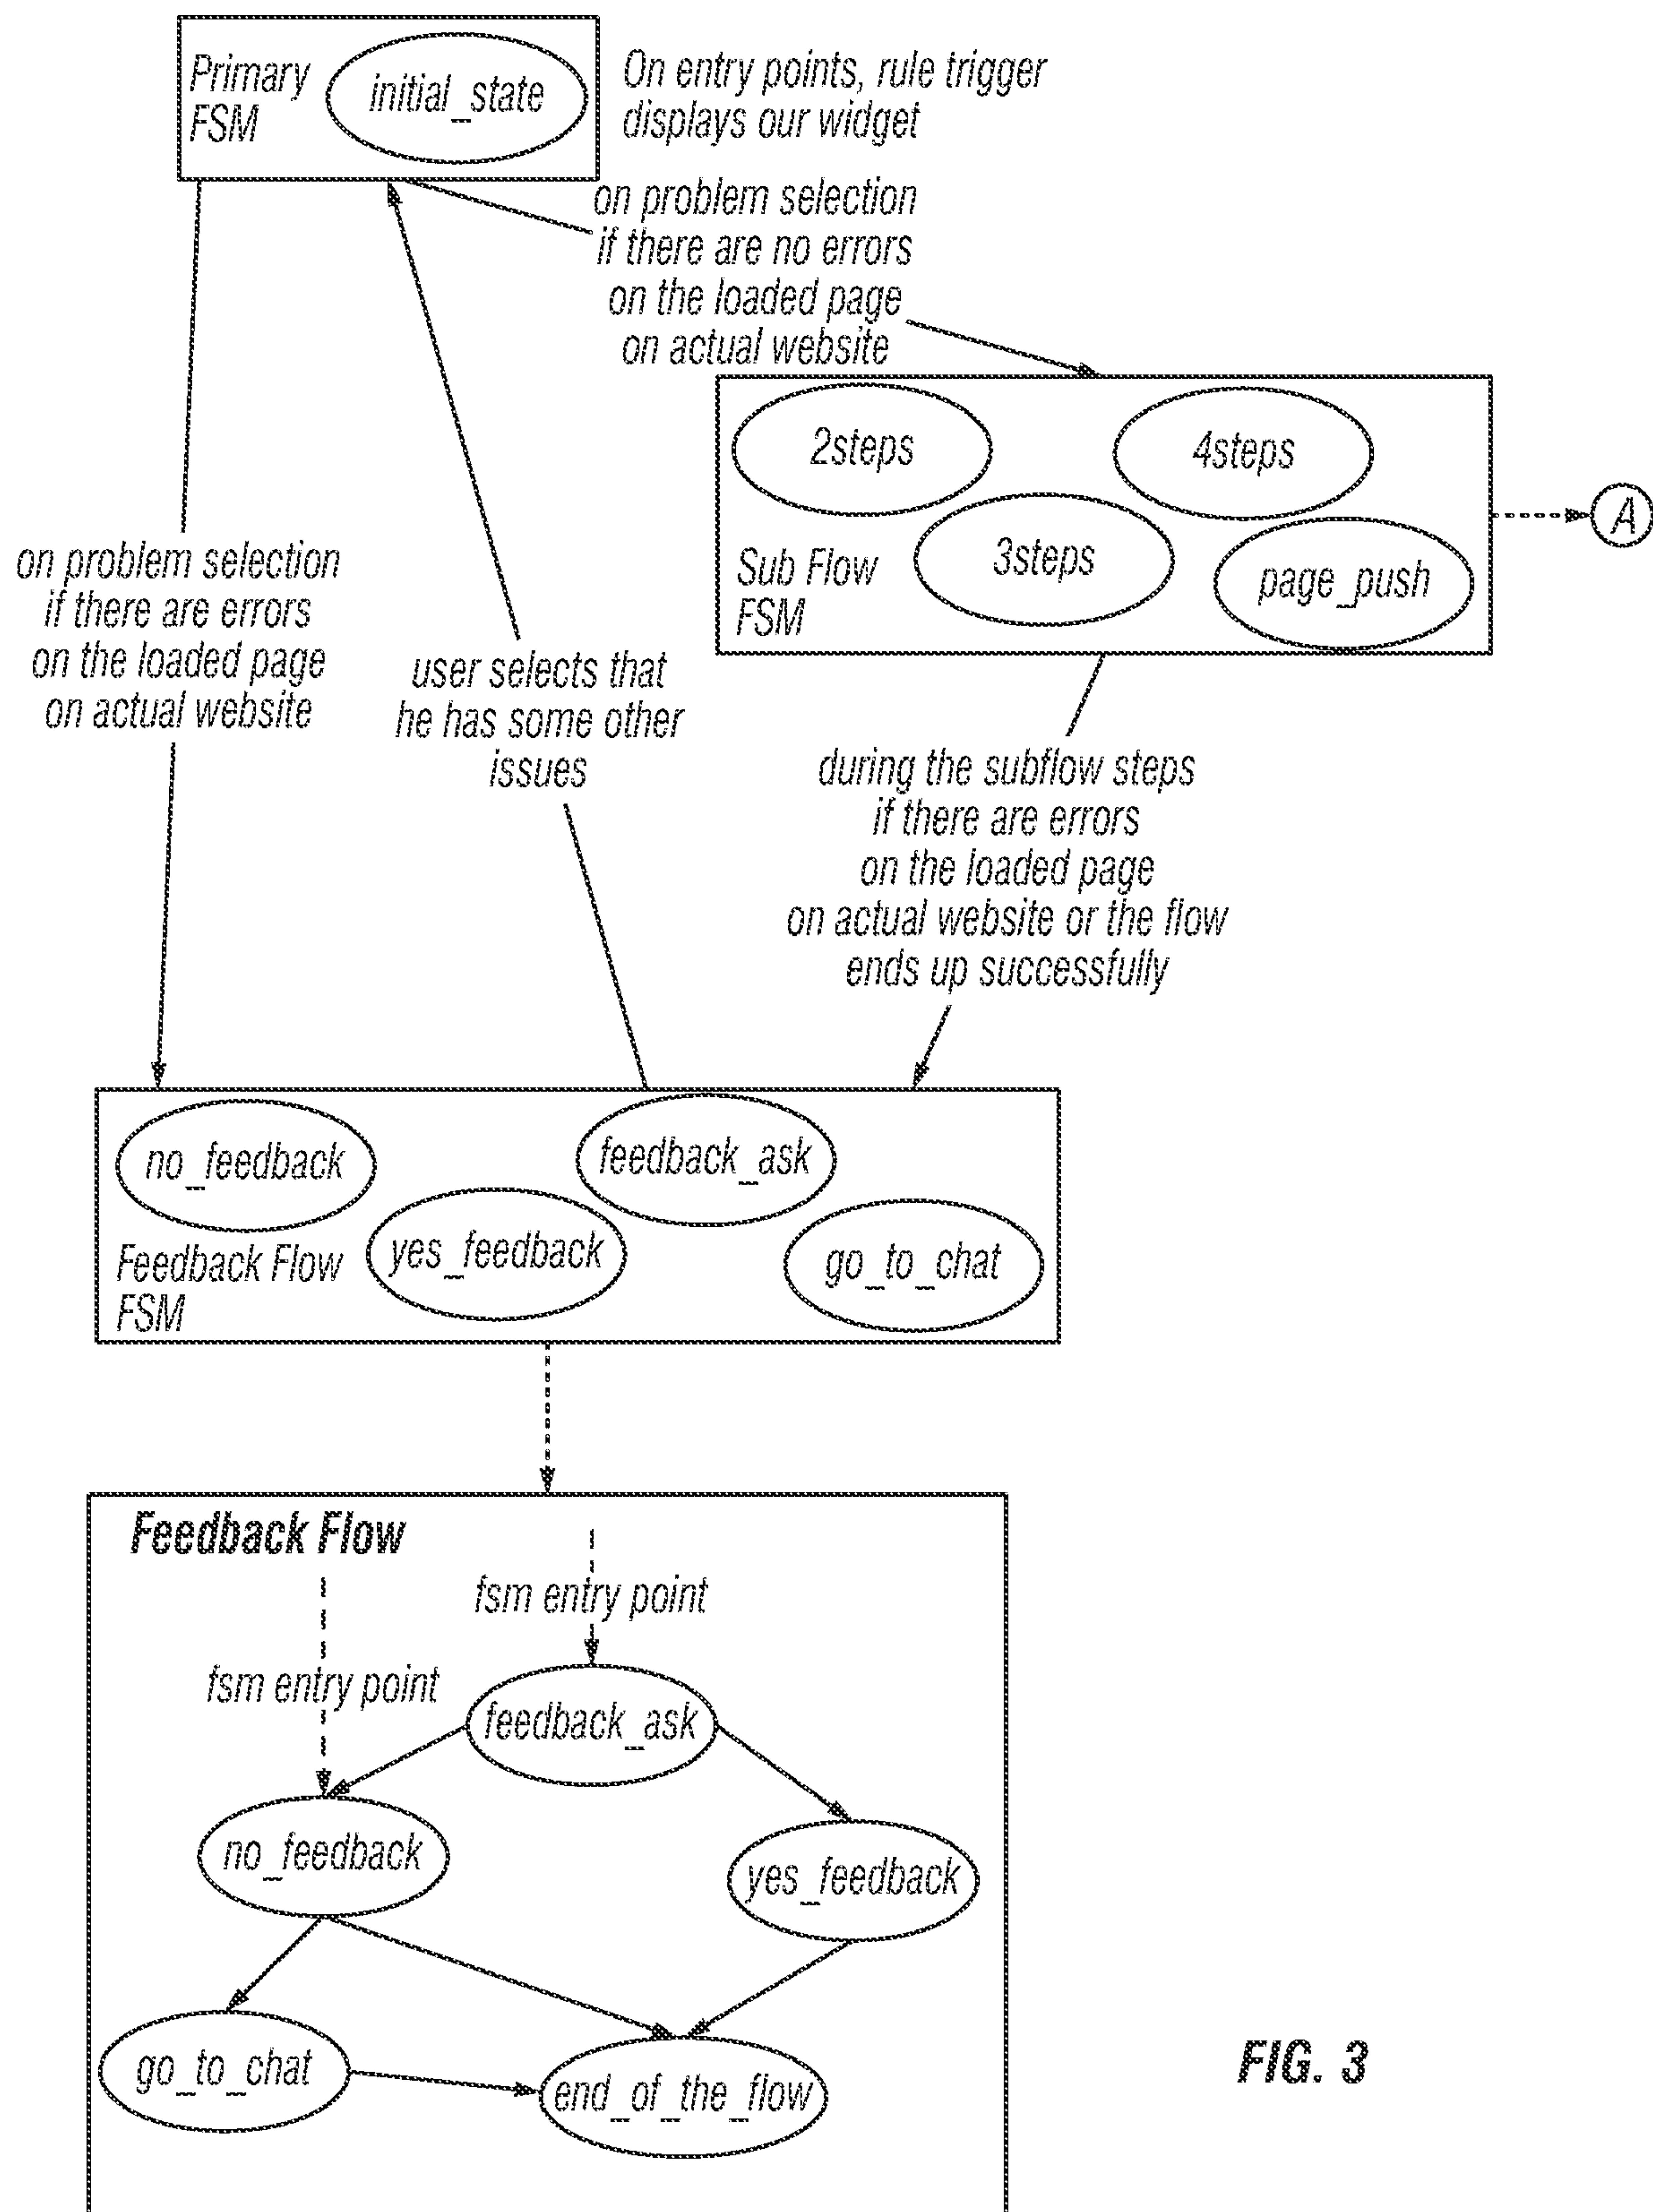 Primary
FSM
initial_state
On entry points, rule trigger
displays our widget
on problem selection
if there are no errors
on the loaded page
on actual website
2steps
4steps
3steps
page_push
Sub Flow
FSM
A
on problem selection
if there are errors
on the loaded page
on actual website
user selects that
he has some other
issues
during the subflow steps
if there are errors
on the loaded page
on actual website or the flow
ends up successfully
no_feedback
feedback_ask
yes_feedback
go_to_chat
Feedback Flow
FSM
Feedback Flow
fsm entry point
fsm entry point
feedback_ask
no_feedback
yes_feedback
go_to_chat
end_of_the_flow
FIG. 3